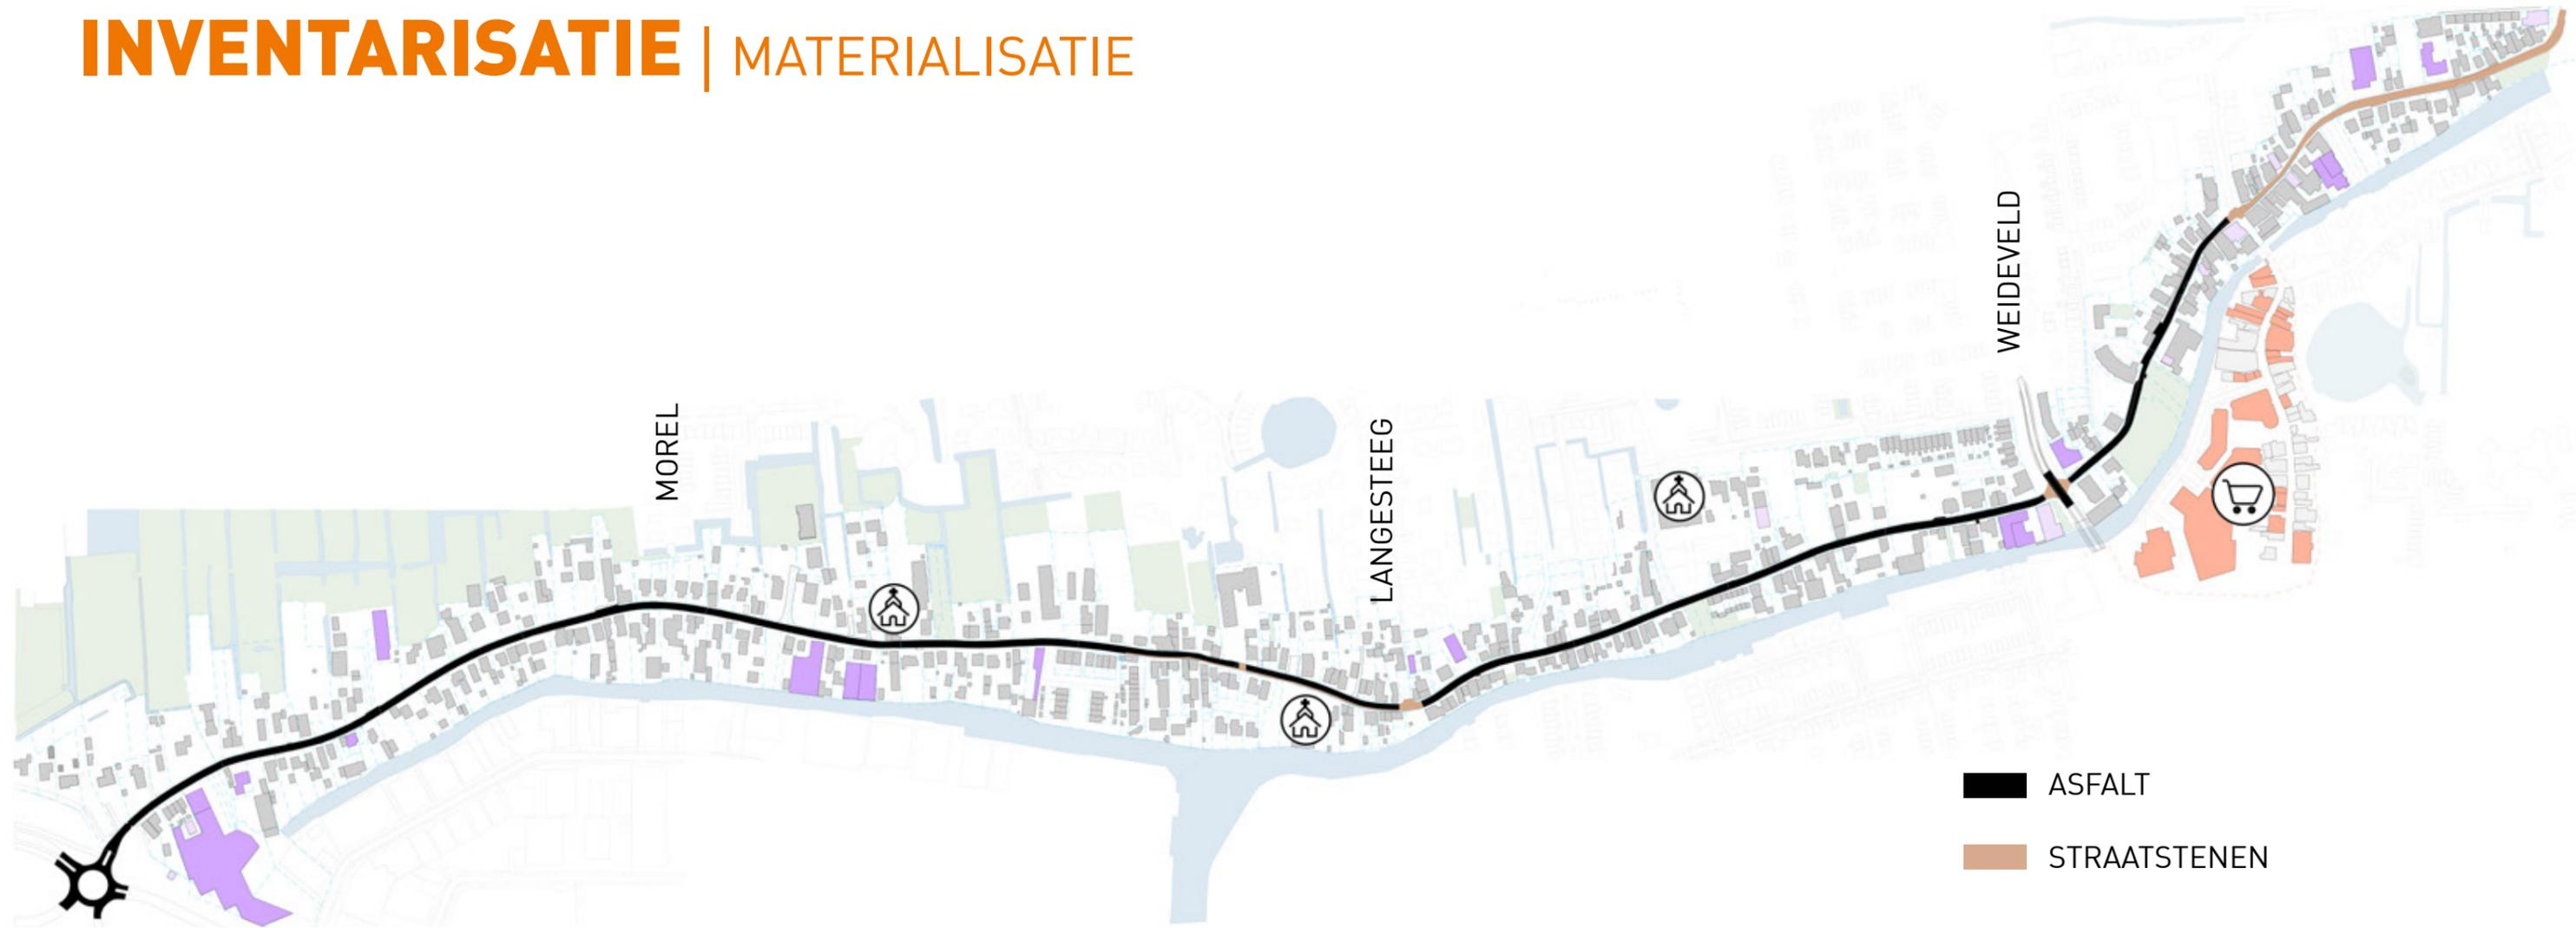 INVENTARISATIE | MATERIALISATIE
WEIDEVELD
MOREL
LANGESTEEG
ASFALT
STRAATSTENEN